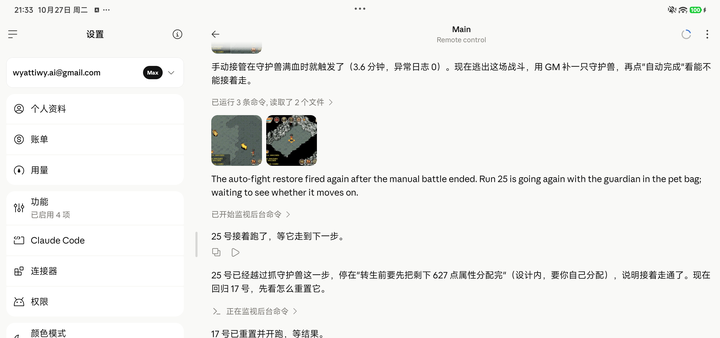 21:33 10月27日 周二
100
设置
Main
Remote control
wyattiwy.ai@gmail.com
Max
个人资料
账单
用量
功能
已启用 4 项
Claude Code
连接器
权限
颜色模式
手动接管在守护兽满血时就触发了（3.6 分钟，异常日志 0）。现在逃出这场战斗，用 GM 补一只守护兽，再点"自动完成"看能不
能接着走。
已运行 3 条命令, 读取了 2 个文件
The auto-fight restore fired again after the manual battle ended. Run 25 is going again with the guardian in the pet bag;
waiting to see whether it moves on.
已开始监视后台命令
25 号接着跑了，等它走到下一步。
25 号已经越过抓守护兽这一步，停在"转生前要先把剩下 627 点属性分配完"（设计内，要你自己分配），说明接着走通了。现在
回归 17 号，先看怎么重置它。
正在监视后台命令
17 号已重置并开跑，等结果。